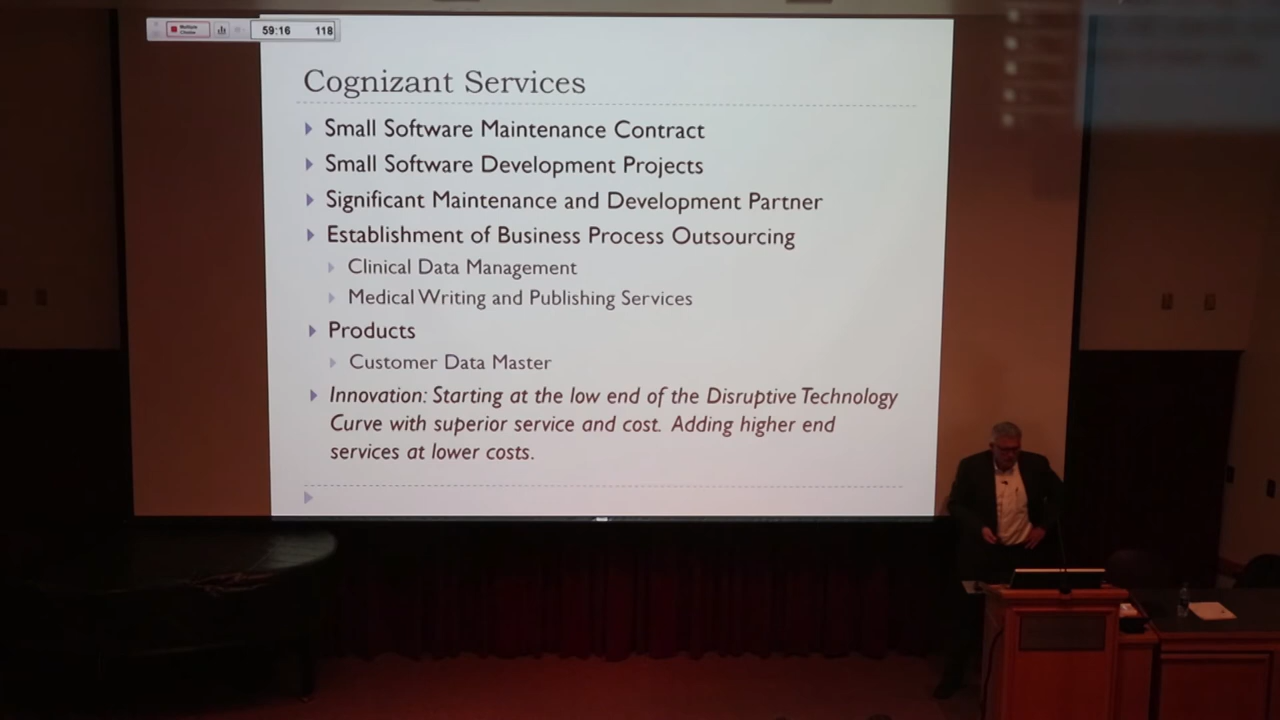 Multiple
Choice
59:16 118
Cognizant Services
Small Software Maintenance Contract
Small Software Development Projects
Significant Maintenance and Development Partner
Establishment of Business Process Outsourcing
Clinical Data Management
Medical Writing and Publishing Services
Products
Customer Data Master
Innovation: Starting at the low end of the Disruptive Technology
Curve with superior service and cost. Adding higher end
services at lower costs.